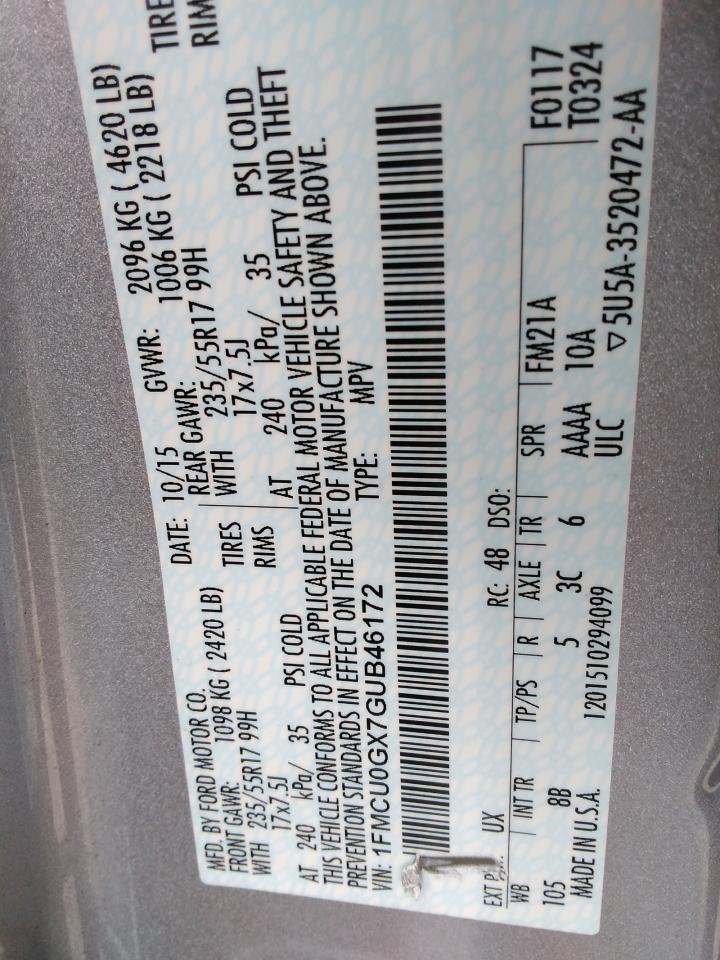 MFD. BY FORD MOTOR CO.
DATE: 10/15 GVWR: 2096 KG ( 4620 LB)
FRONT GAWR: 1098 KG ( 2420 LB) REAR GAWR: 1006 KG ( 2218 LB)
WITH 235/55R17 99H TIRES WITH 235/55R17 99H TIRE
17x7.5J RIMS 17x7.5J RIM
AT 240 kPa/ 35 PSI COLD AT 240 kPa/ 35 PSI COLD
THIS VEHICLE CONFORMS TO ALL APPLICABLE FEDERAL MOTOR VEHICLE SAFETY AND THEFT
PREVENTION STANDARDS IN EFFECT ON THE DATE OF MANUFACTURE SHOWN ABOVE.
VIN: 1FMCU0GX7GUB46172 TYPE: MPV
EXT UX RC: 48 DSO:
WB INT TR TP/PS R AXLE TR SPR FM21A F0117
105 8B 5 3C 6 AAAA 10A T0324
MADE IN U.S.A. 1201510294099 ULC ▽5U5A-3520472-AA